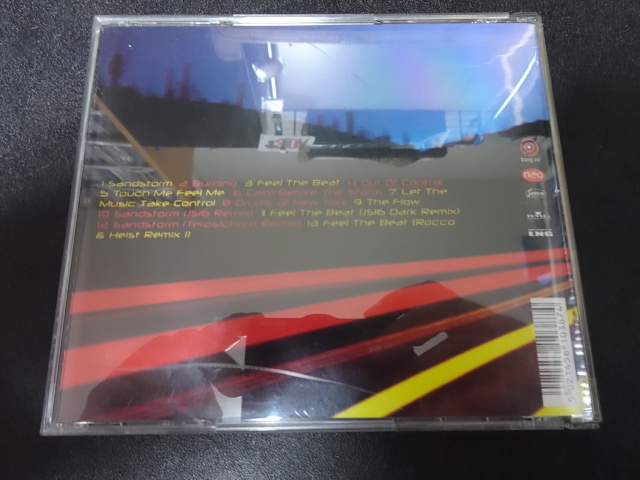 1 Sandstorm 2 Burning 3 Feel The Beat 4 Out Of Control
5 Touch Me Feel Me 6 Calm Before The Storm 7 Let The
Music Take Control 8 Drums Of New York 9 The Flow
10 Sandstorm (JS16 Remix) 11 Feel The Beat (JS16 Dark Remix)
12 Sandstorm (Terpsichord Remix) 13 Feel The Beat (Rocco
& Heist Remix 1)
neo
BMG